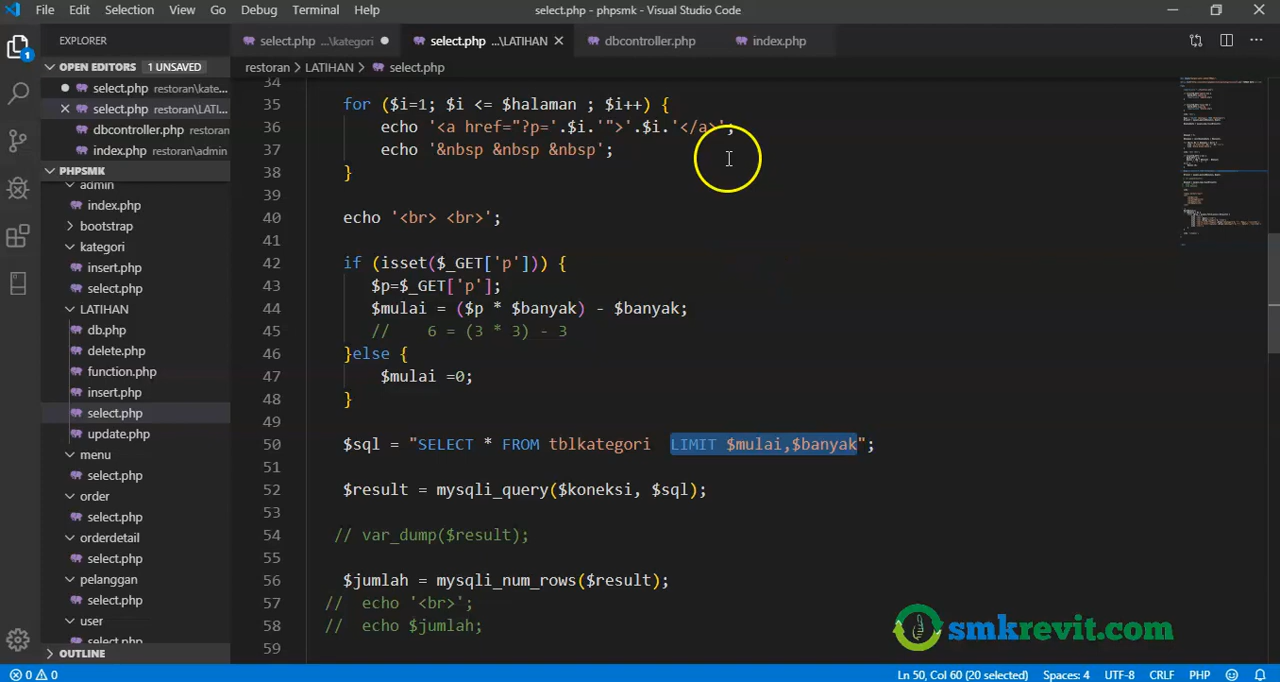 File Edit Selection View Go Debug Terminal Help select.php - phpsmk - Visual Studio Code
EXPLORER
select.php ...\kategori
select.php ...\LATIHAN
dbcontroller.php
index.php
OPEN EDITORS 1 UNSAVED
select.php restoran\kate...
select.php restoran\LATI...
dbcontroller.php restoran
index.php restoran\admin
PHPSMK
admin
index.php
bootstrap
kategori
insert.php
select.php
LATIHAN
db.php
delete.php
function.php
insert.php
select.php
update.php
menu
select.php
order
select.php
orderdetail
select.php
pelanggan
select.php
user
select.php
OUTLINE
restoran > LATIHAN > select.php
34
35 for ($i=1; $i <= $halaman ; $i++) {
36 echo '<a href="?p='.$i.'">'.$i.'</a>';
37 echo '&nbsp &nbsp &nbsp';
38 }
39
40 echo '<br> <br>';
41
42 if (isset($_GET['p'])) {
43 $p=$_GET['p'];
44 $mulai = ($p * $banyak) - $banyak;
45 // 6 = (3 * 3) - 3
46 }else {
47 $mulai =0;
48 }
49
50 $sql = "SELECT * FROM tblkategori LIMIT $mulai,$banyak";
51
52 $result = mysqli_query($koneksi, $sql);
53
54 // var_dump($result);
55
56 $jumlah = mysqli_num_rows($result);
57 // echo '<br>';
58 // echo $jumlah;
59
smkrevit.com
1
0 0 Ln 50, Col 60 (20 selected) Spaces: 4 UTF-8 CRLF PHP